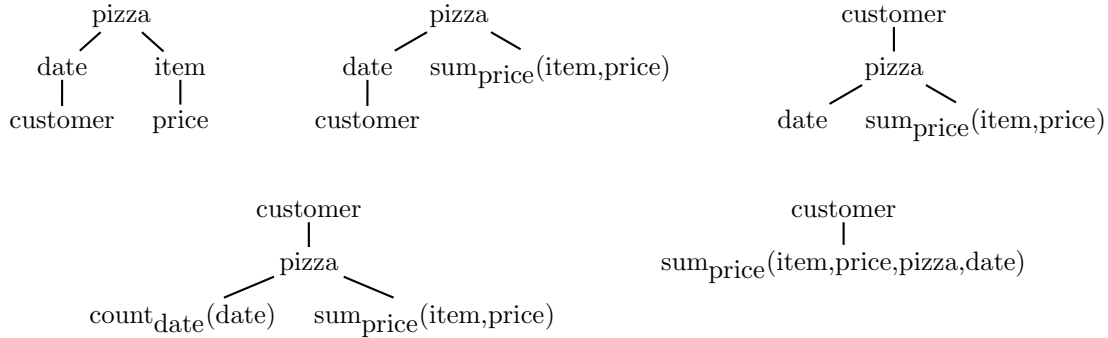 pizza
date item
customer price
pizza
date sum_price(item,price)
customer
customer
pizza
date sum_price(item,price)
customer
pizza
count_date(date) sum_price(item,price)
customer
sum_price(item,price,pizza,date)